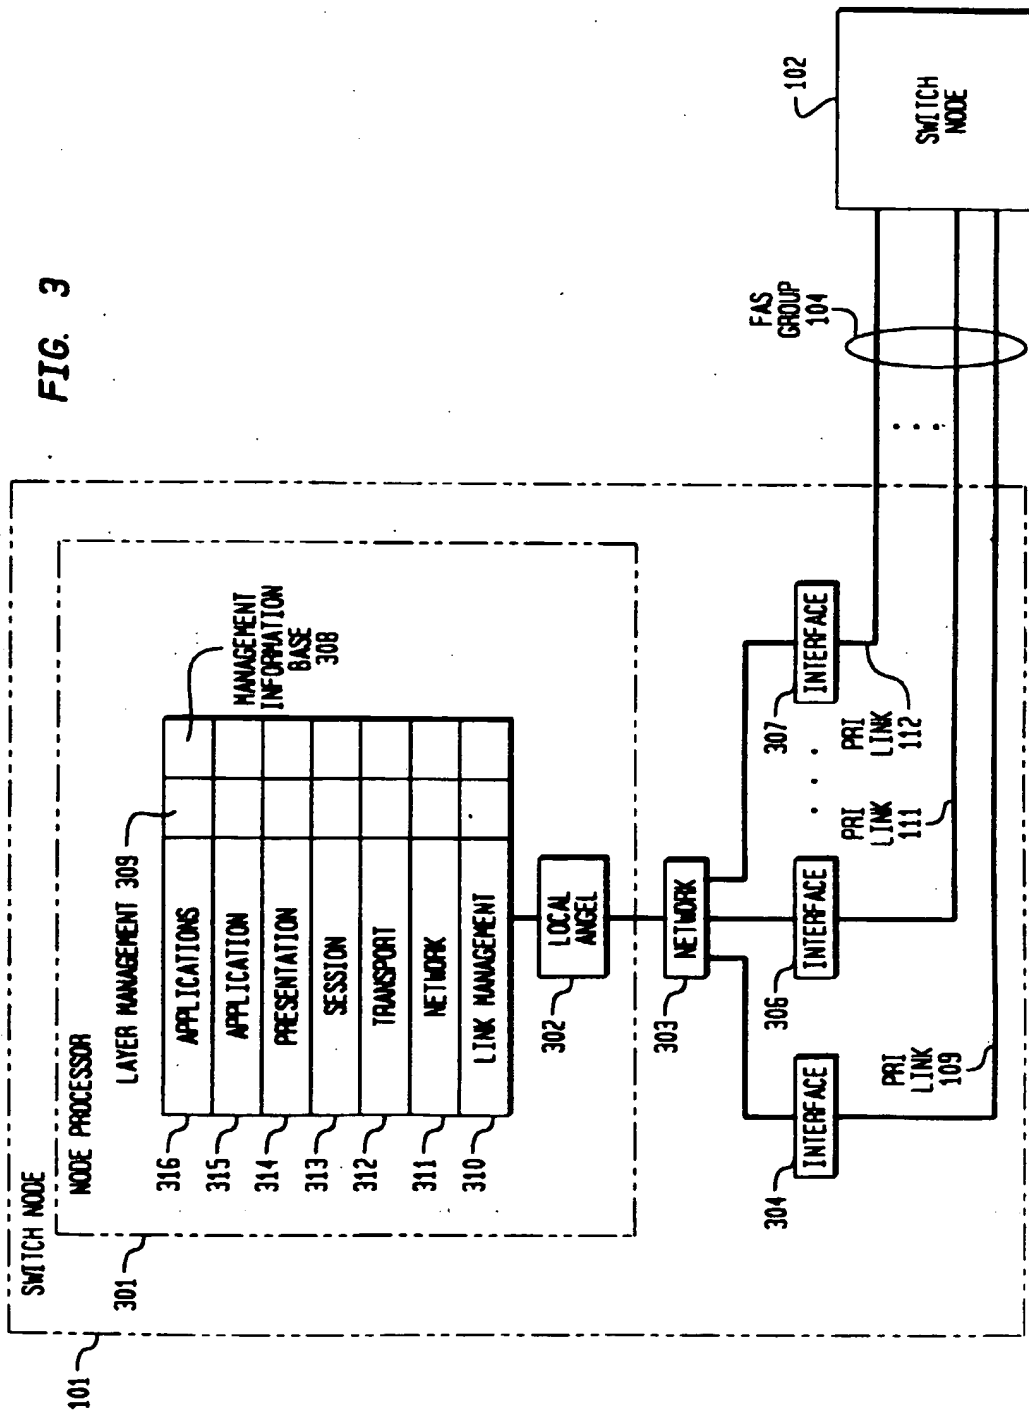 FIG. 3
SWITCH NODE
101
NODE PROCESSOR
301
LAYER MANAGEMENT 309
MANAGEMENT
INFORMATION
BASE
308
316
APPLICATIONS
315
APPLICATION
314
PRESENTATION
313
SESSION
312
TRANSPORT
311
NETWORK
310
LINK MANAGEMENT
302
LOCAL
ANGEL
303
NETWORK
304
INTERFACE
306
INTERFACE
307
INTERFACE
PRI
LINK
109
PRI
LINK
111
PRI
LINK
112
FAS
GROUP
104
102
SWITCH
NODE